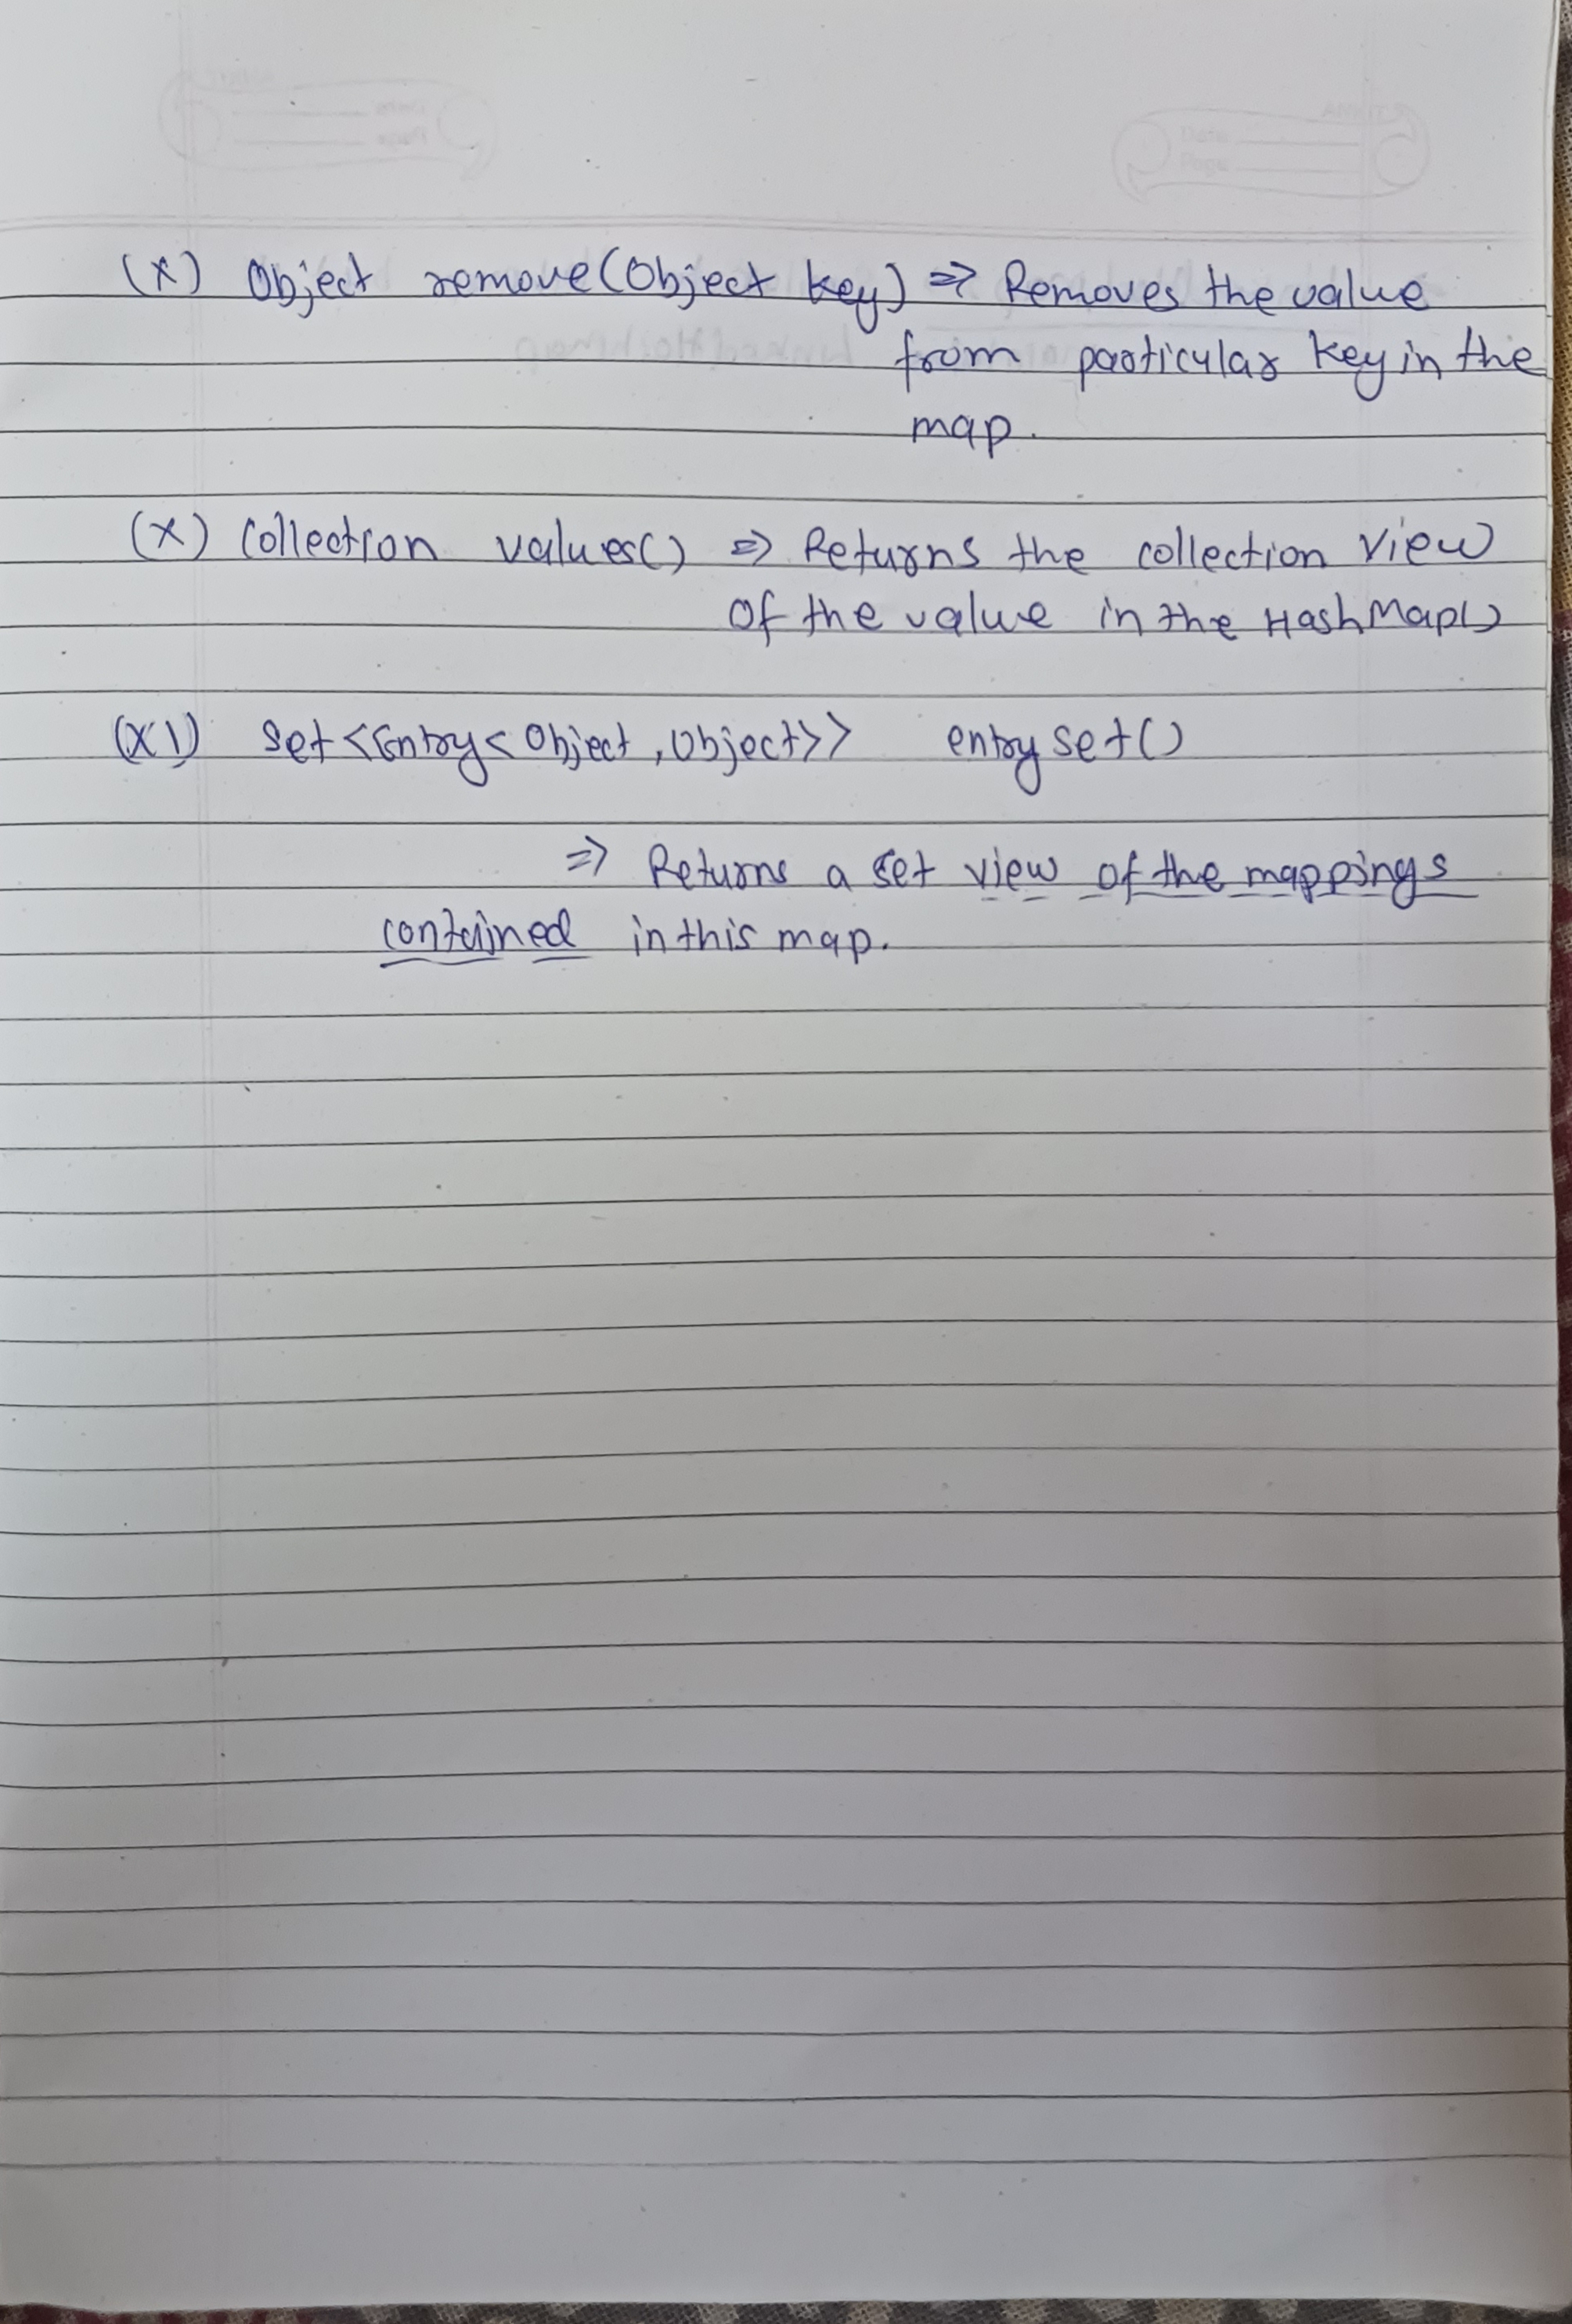 (X) Object remove(Object key) => Removes the value
from particular key in the
map.
(X) Collection values() => Returns the collection view
of the value in the HashMap()
(XI) Set<Entry<Object, Object>> entry set()
=> Returns a set view of the mappings
contained in this map.